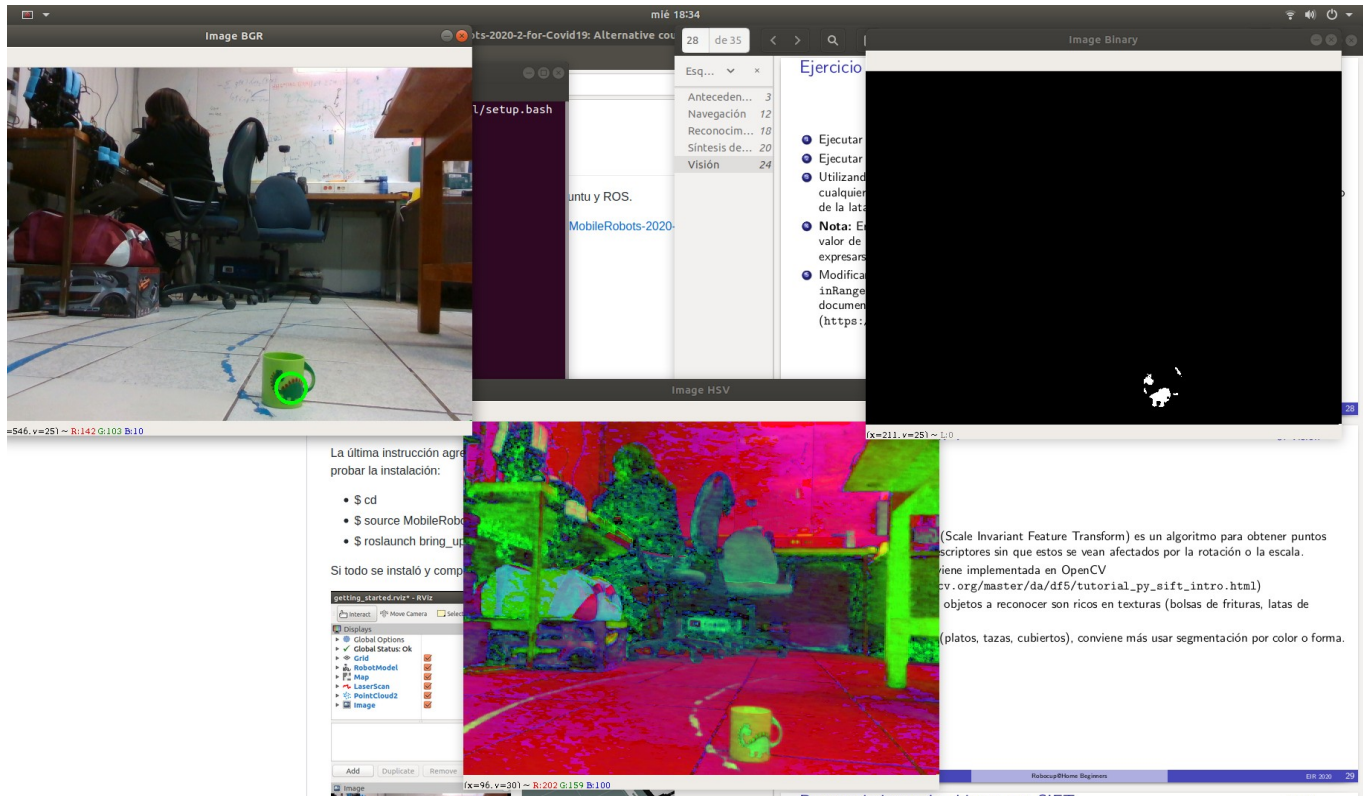 mié 18:34
Image BGR
ots-2020-2-for-Covid19: Alternative cou
28 de 35
Image Binary
l/setup.bash
Esq...
Anteceden... 3
Navegación 12
Reconocim... 18
Síntesis de... 20
Visión 24
Ejercicio
Ejecutar
Ejecutar
Utilizand
cualquier
de la lata
Nota: E
valor de
expresars
Modifica
inRange
documen
(https:/
untu y ROS.
MobileRobots-2020-
28
Image HSV
=546, y=25) ~ R:142 G:103 B:10
(x=211, y=25) ~ L:0
La última instrucción agre
probar la instalación:
$ cd
$ source MobileRobo
$ roslaunch bring_up
Si todo se instaló y comp
getting_started.rviz* - RViz
Interact Move Camera Select
Displays
Global Options
Global Status: Ok
Grid
RobotModel
Map
LaserScan
PointCloud2
Image
Add Duplicate Remove
Image
(x=96, y=30) ~ R:202 G:159 B:100
(Scale Invariant Feature Transform) es un algoritmo para obtener puntos
scriptores sin que estos se vean afectados por la rotación o la escala.
viene implementada en OpenCV
cv.org/master/da/df5/tutorial_py_sift_intro.html)
objetos a reconocer son ricos en texturas (bolsas de frituras, latas de
(platos, tazas, cubiertos), conviene más usar segmentación por color o forma.
Robocup@Home Beginners
EIR 2020 29